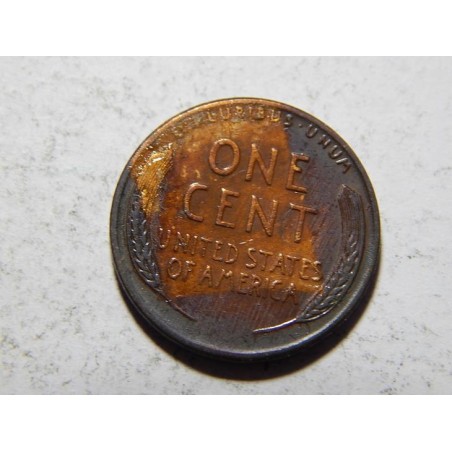 E PLURIBUS · UNUM
ONE
CENT
UNITED STATES
OF AMERICA